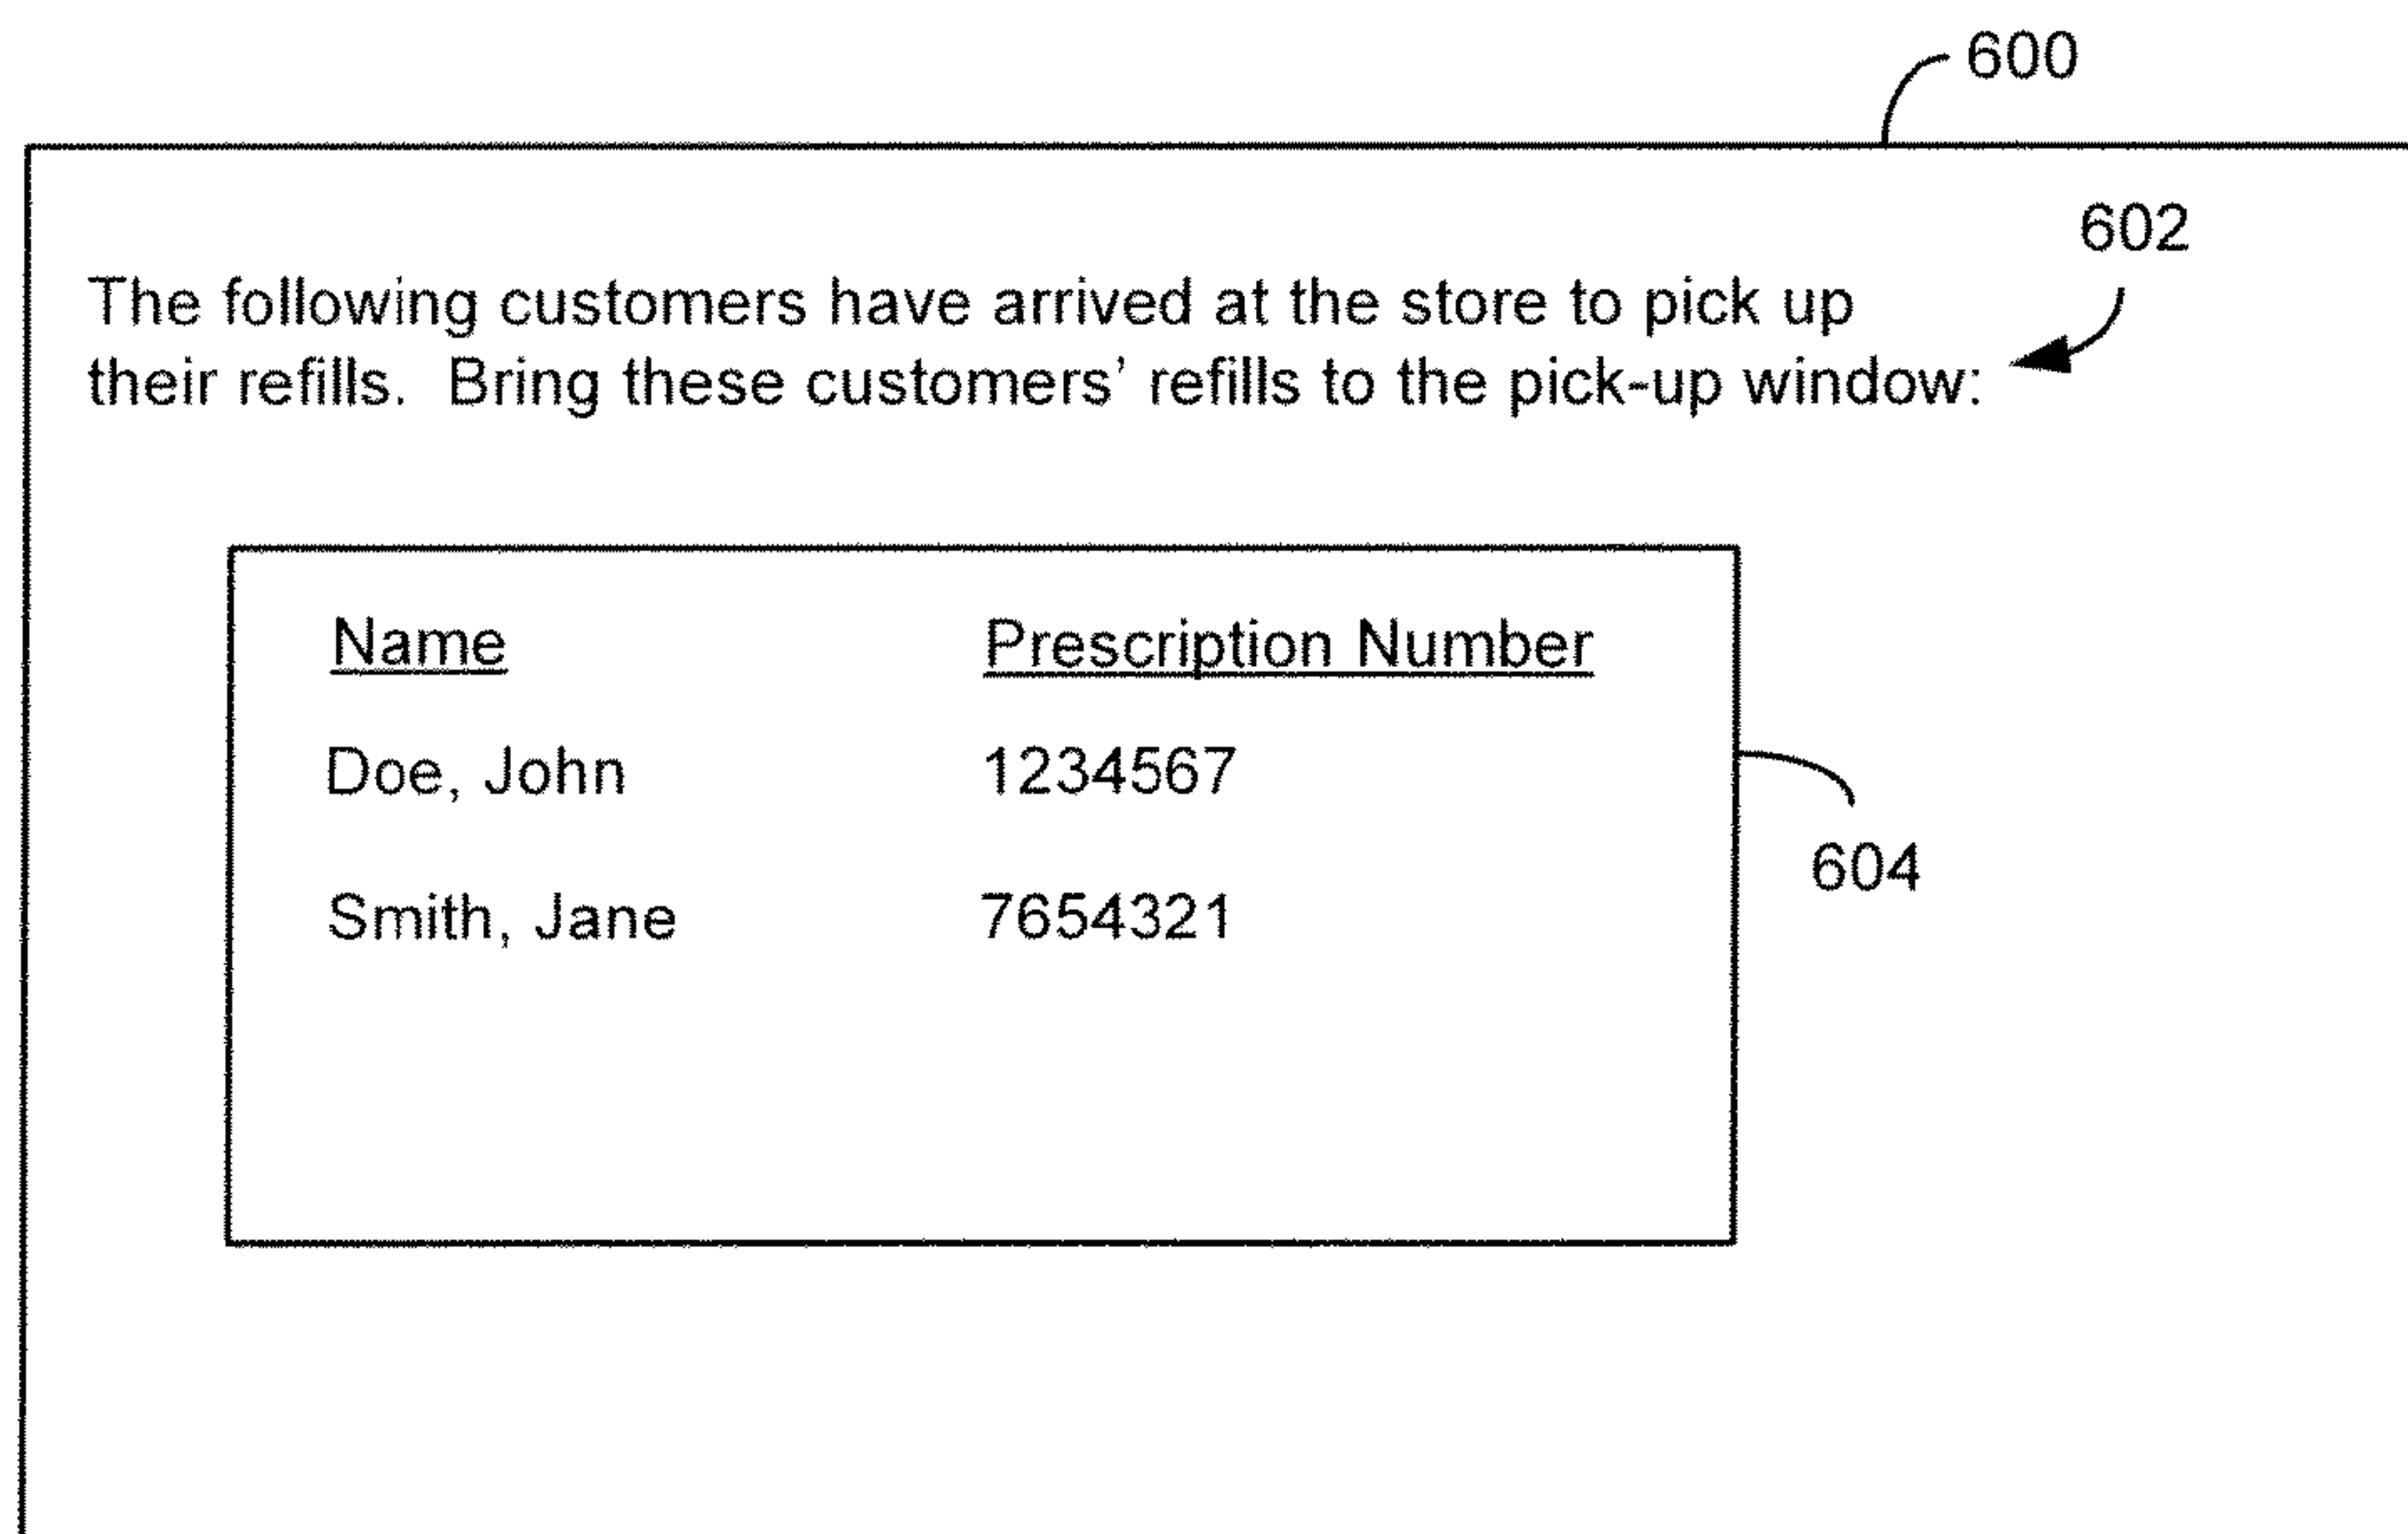 600
602
The following customers have arrived at the store to pick up
their refills. Bring these customers’ refills to the pick-up window:
Name Prescription Number
Doe, John 1234567
604
Smith, Jane 7654321